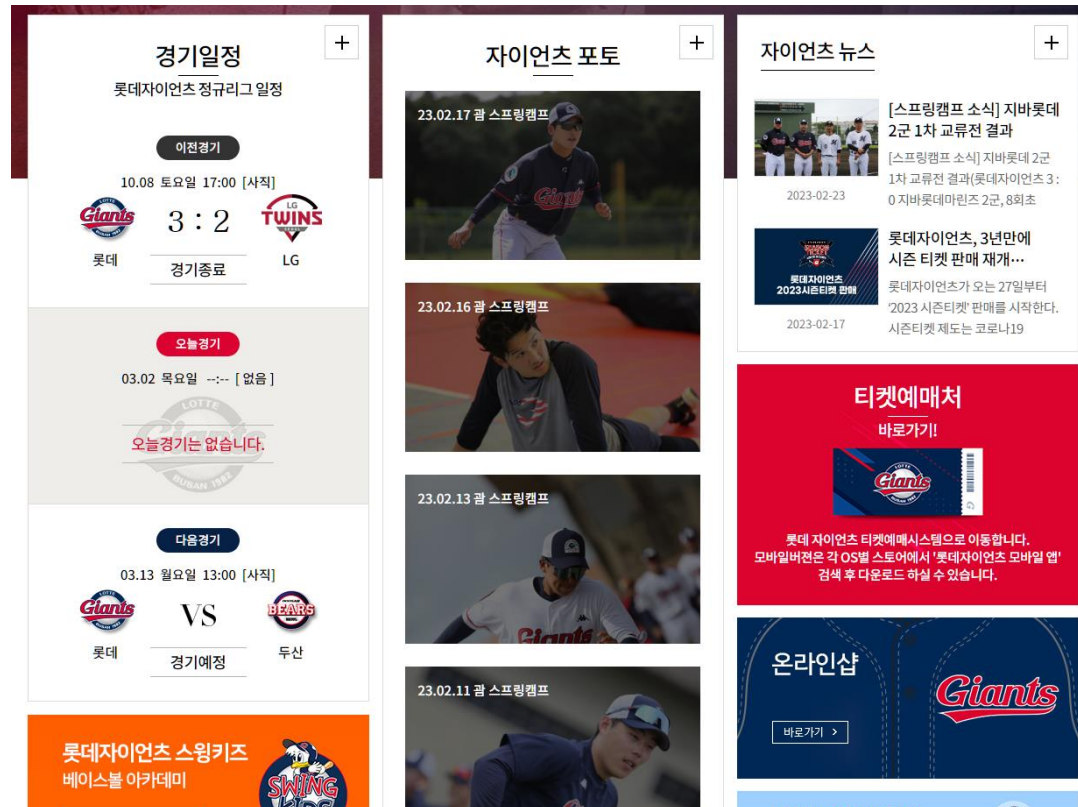 경기일정
롯데자이언츠 정규리그 일정
이전경기
10.08 토요일 17:00 [사직]
LOTTE
Giants
3 : 2
LG
TWINS
롯데
경기종료
LG
오늘경기
03.02 목요일 --:-- [ 없음 ]
LOTTE
Giants
오늘경기는 없습니다.
BUSAN 1982
다음경기
03.13 월요일 13:00 [사직]
Giants
VS
BEARS
롯데
경기예정
두산
롯데자이언츠 스윙키즈
베이스볼 아카데미
SWING
KIDS
자이언츠 포토
23.02.17 괌 스프링캠프
Giants
23.02.16 괌 스프링캠프
23.02.13 괌 스프링캠프
Giants
23.02.11 괌 스프링캠프
자이언츠 뉴스
[스프링캠프 소식] 지바롯데
2군 1차 교류전 결과
[스프링캠프 소식] 지바롯데 2군
1차 교류전 결과(롯데자이언츠 3 :
0 지바롯데마린즈 2군, 8회초
2023-02-23
롯데자이언츠, 3년만에
시즌 티켓 판매 재개…
롯데자이언츠
2023시즌티켓 판매
롯데자이언츠가 오는 27일부터
‘2023 시즌티켓’ 판매를 시작한다.
시즌티켓 제도는 코로나19
2023-02-17
티켓예매처
바로가기!
LOTTE
Giants
G
롯데 자이언츠 티켓예매시스템으로 이동합니다.
모바일버젼은 각 OS별 스토어에서 '롯데자이언츠 모바일 앱'
검색 후 다운로드 하실 수 있습니다.
온라인샵
Giants
바로가기 >